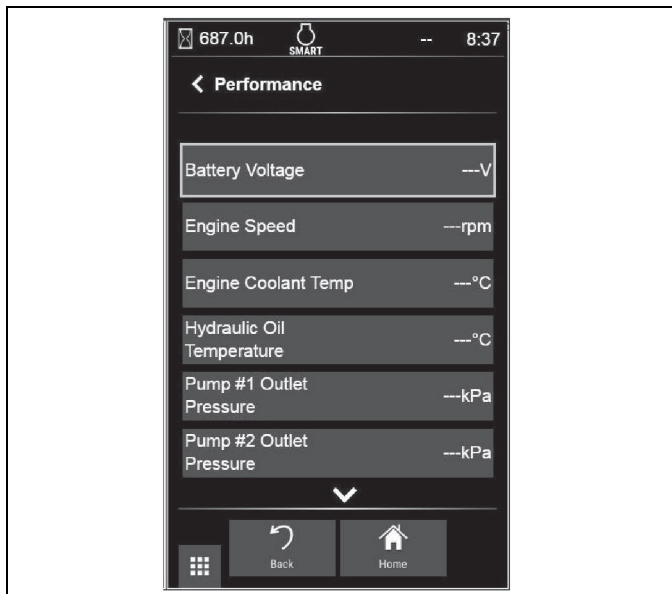 687.0h SMART -- 8:37
Performance
Battery Voltage ---V
Engine Speed ---rpm
Engine Coolant Temp ---°C
Hydraulic Oil
Temperature ---°C
Pump #1 Outlet
Pressure ---kPa
Pump #2 Outlet
Pressure ---kPa
Back Home